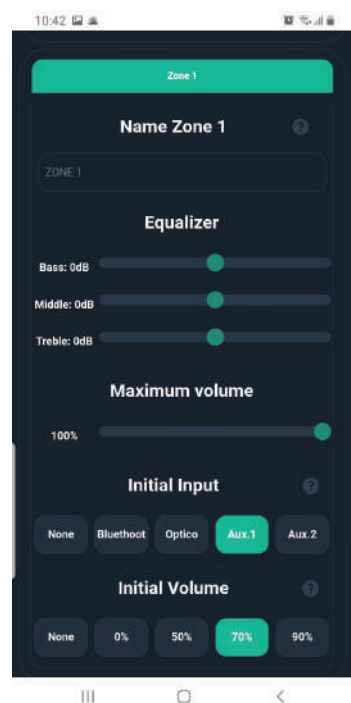 10:42
Zone 1
Name Zone 1 ?
ZONE 1
Equalizer
Bass: 0dB
Middle: 0dB
Treble: 0dB
Maximum volume
100%
Initial Input ?
None Bluethoot Optico Aux.1 Aux.2
Initial Volume ?
None 0% 50% 70% 90%